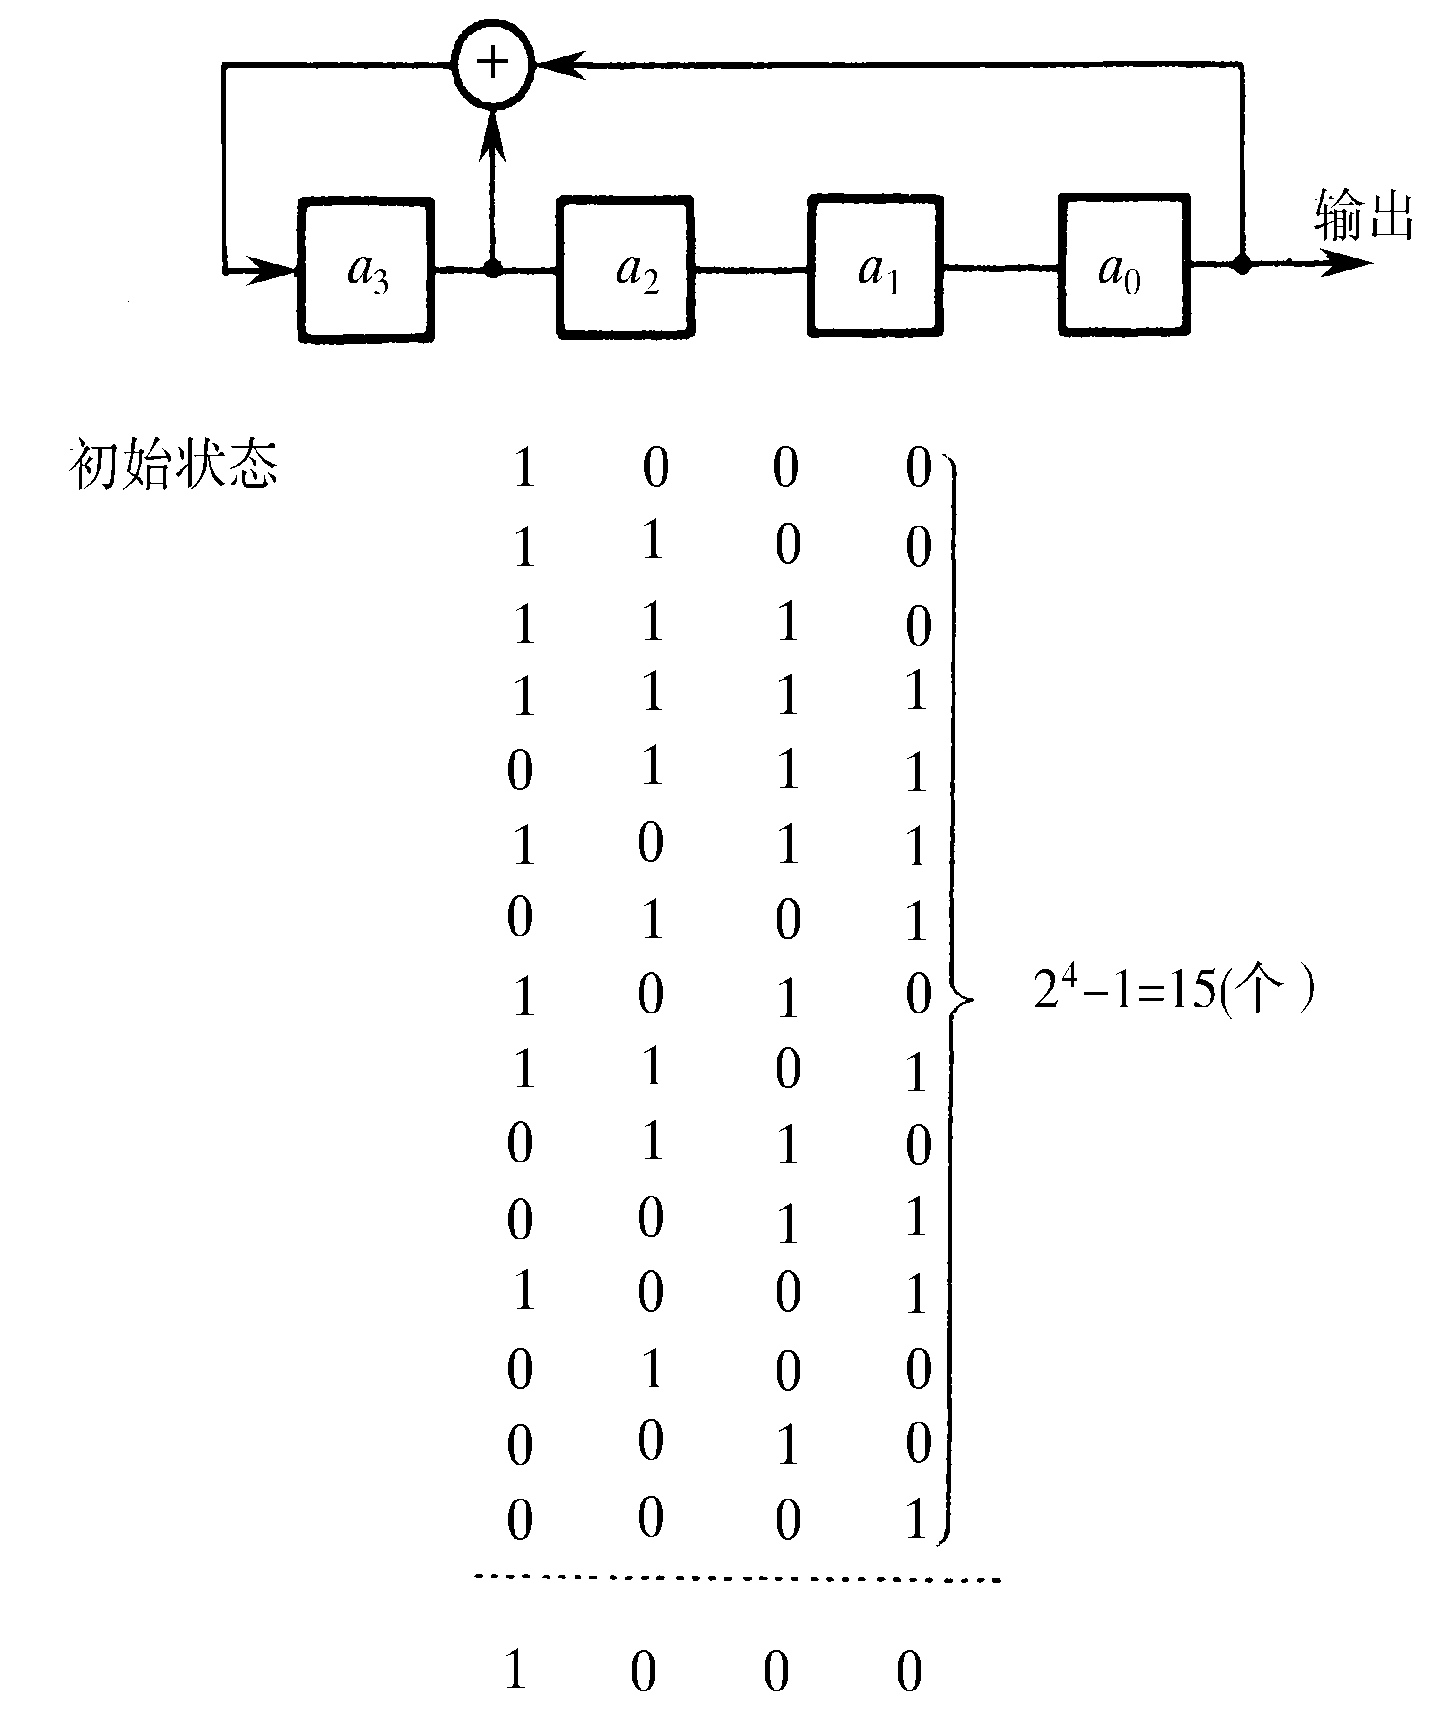 +
输出
a₃ a₂ a₁ a₀
初始状态 1 0 0 0
1 1 0 0
1 1 1 0
1 1 1 1
0 1 1 1
1 0 1 1
0 1 0 1
1 0 1 0
2⁴-1=15(个)
1 1 0 1
0 1 1 0
0 0 1 1
1 0 0 1
0 1 0 0
0 0 1 0
0 0 0 1
1 0 0 0